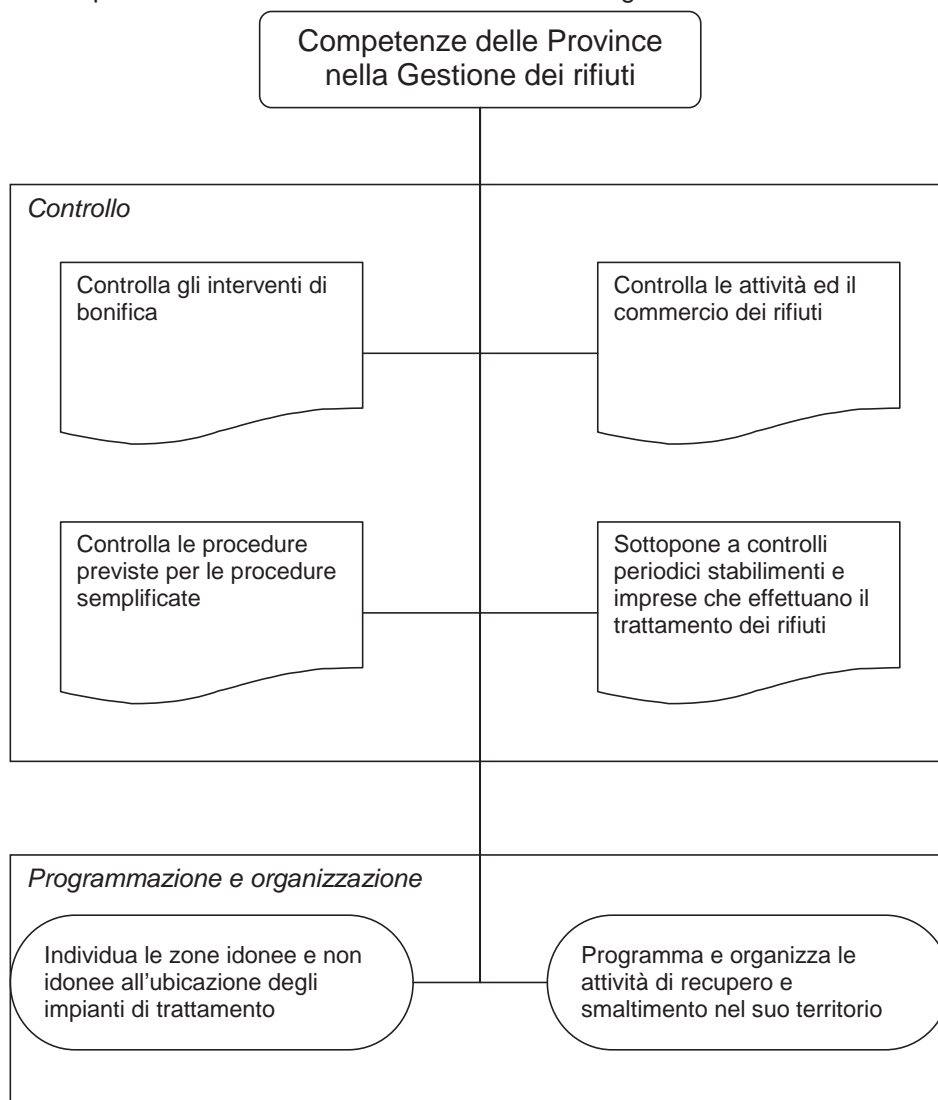 Competenze delle Province
nella Gestione dei rifiuti
Controllo
Controlla gli interventi di
bonifica
Controlla le attività ed il
commercio dei rifiuti
Controlla le procedure
previste per le procedure
semplificate
Sottopone a controlli
periodici stabilimenti e
imprese che effettuano il
trattamento dei rifiuti
Programmazione e organizzazione
Individua le zone idonee e non
idonee all'ubicazione degli
impianti di trattamento
Programma e organizza le
attività di recupero e
smaltimento nel suo territorio